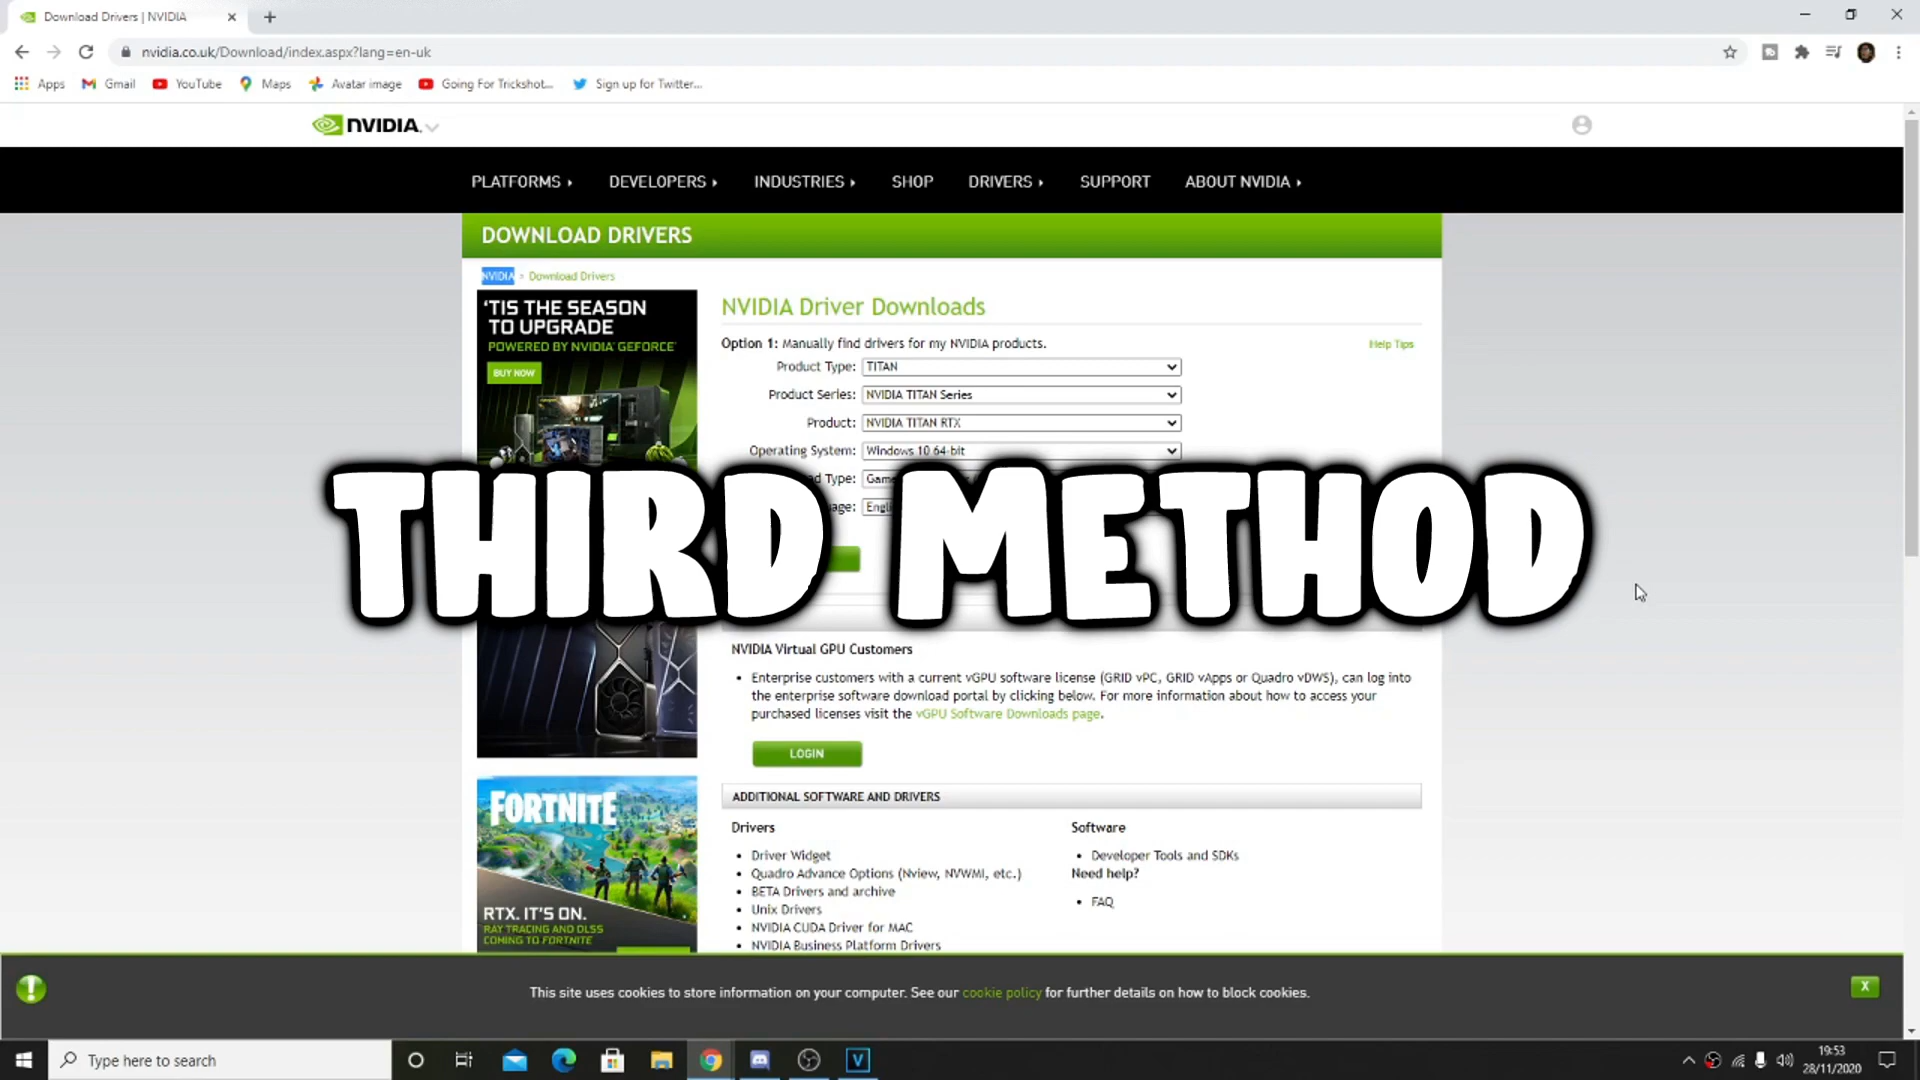 Download Drivers | NVIDIA
nvidia.co.uk/Download/index.aspx?lang=en-uk
Apps
Gmail
YouTube
Maps
Avatar image
Going For Trickshot...
Sign up for Twitter...
NVIDIA.
PLATFORMS
DEVELOPERS
INDUSTRIES
SHOP
DRIVERS
SUPPORT
ABOUT NVIDIA
DOWNLOAD DRIVERS
NVIDIA » Download Drivers
'TIS THE SEASON
TO UPGRADE
POWERED BY NVIDIA GEFORCE
BUY NOW
NVIDIA Driver Downloads
Option 1: Manually find drivers for my NVIDIA products.
Help Tips
Product Type: TITAN
Product Series: NVIDIA TITAN Series
Product: NVIDIA TITAN RTX
Operating System: Windows 10 64-bit
Type:
THIRD METHOD
NVIDIA Virtual GPU Customers
• Enterprise customers with a current vGPU software license (GRID vPC, GRID vApps or Quadro vDWS), can log into
the enterprise software download portal by clicking below. For more information about how to access your
purchased licenses visit the vGPU Software Downloads page.
LOGIN
FORTNITE
RTX. IT'S ON.
RAY TRACING AND DLSS
COMING TO FORTNITE
ADDITIONAL SOFTWARE AND DRIVERS
Drivers
• Driver Widget
• Quadro Advance Options (Nview, NVWMI, etc.)
• BETA Drivers and archive
• Unix Drivers
• NVIDIA CUDA Driver for MAC
• NVIDIA Business Platform Drivers
Software
• Developer Tools and SDKs
Need help?
• FAQ
This site uses cookies to store information on your computer. See our cookie policy for further details on how to block cookies.
X
Type here to search
V
19:53
28/11/2020